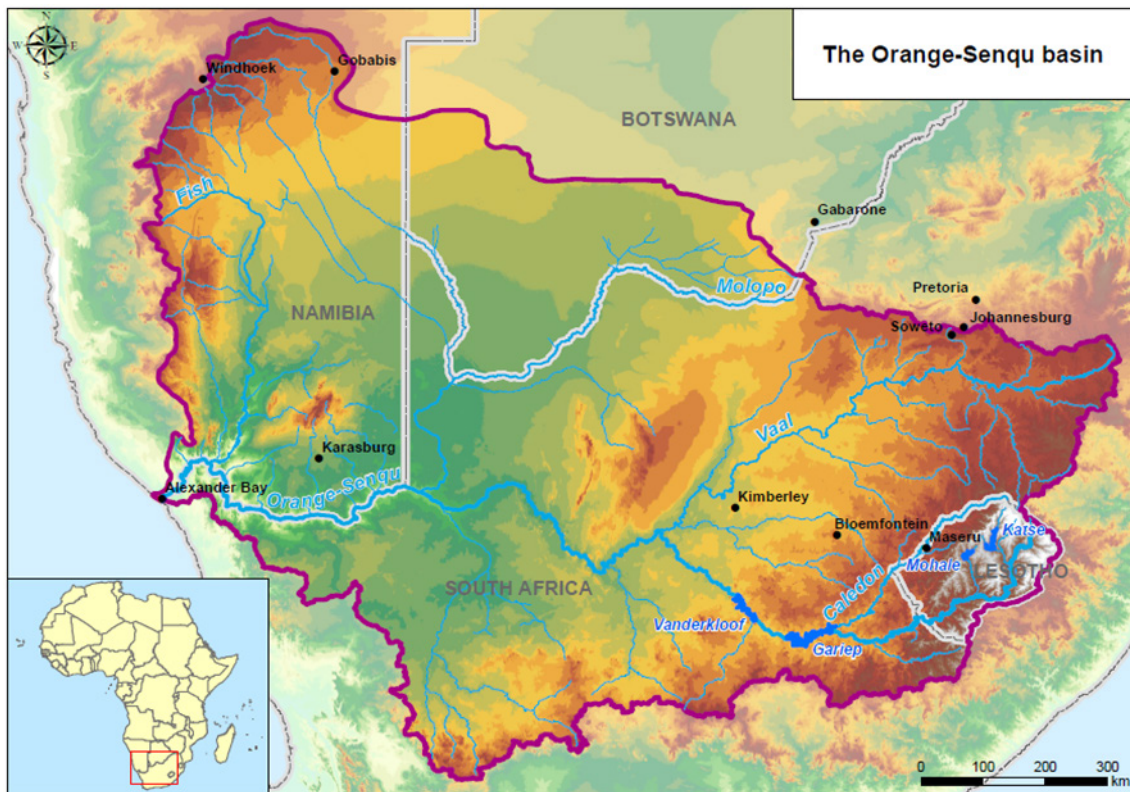 The Orange-Senqu basin
N
W E
S
Windhoek
Gobabis
BOTSWANA
Fish
Gabarone
Molopo
Pretoria
NAMIBIA
Johannesburg
Soweto
Vaal
Karasburg
Orange-Senqu
Alexander Bay
Kimberley
Bloemfontein
Katse
Maseru
Mohale
LESOTHO
SOUTH AFRICA
Caledon
Vanderkloof
Gariep
0 100 200 300
km